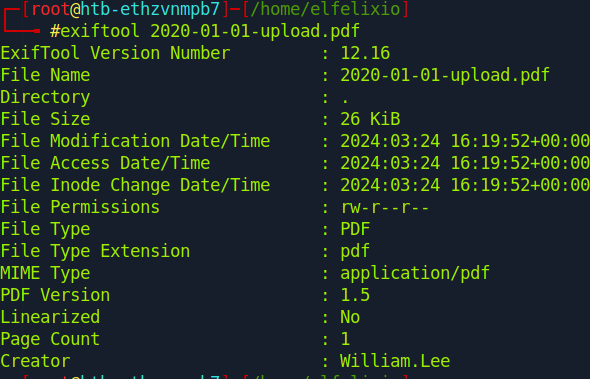 [root@htb-ethzvnmpb7]─[/home/elfelixio]
#exiftool 2020-01-01-upload.pdf
ExifTool Version Number : 12.16
File Name : 2020-01-01-upload.pdf
Directory : .
File Size : 26 KiB
File Modification Date/Time : 2024:03:24 16:19:52+00:00
File Access Date/Time : 2024:03:24 16:19:52+00:00
File Inode Change Date/Time : 2024:03:24 16:19:52+00:00
File Permissions : rw-r--r--
File Type : PDF
File Type Extension : pdf
MIME Type : application/pdf
PDF Version : 1.5
Linearized : No
Page Count : 1
Creator : William.Lee